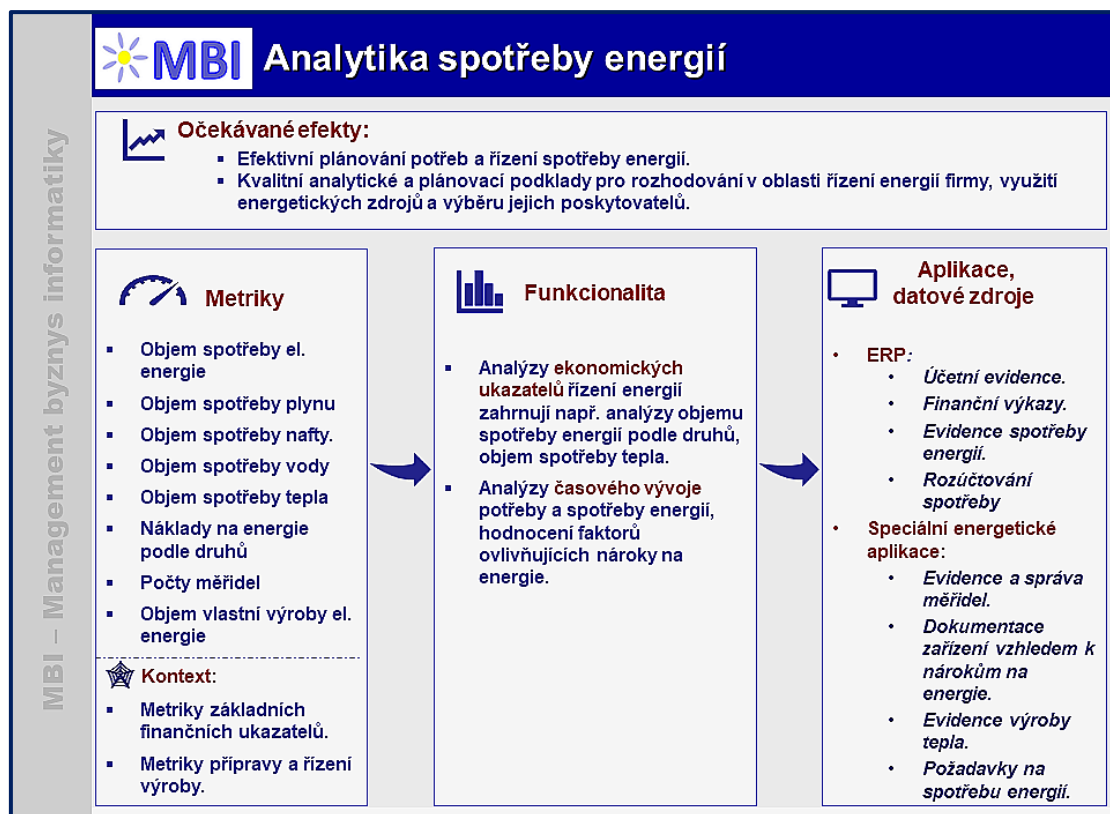 MBI – Management byznys informatiky
MBI
Analytika spotřeby energií
Očekávané efekty:
▪ Efektivní plánování potřeb a řízení spotřeby energií.
▪ Kvalitní analytické a plánovací podklady pro rozhodování v oblasti řízení energií firmy, využití
energetických zdrojů a výběru jejich poskytovatelů.
Metriky
▪ Objem spotřeby el.
energie
▪ Objem spotřeby plynu
▪ Objem spotřeby nafty.
▪ Objem spotřeby vody
▪ Objem spotřeby tepla
▪ Náklady na energie
podle druhů
▪ Počty měřidel
▪ Objem vlastní výroby el.
energie
Kontext:
▪ Metriky základních
finančních ukazatelů.
▪ Metriky přípravy a řízení
výroby.
Funkcionalita
▪ Analýzy ekonomických
ukazatelů řízení energií
zahrnují např. analýzy objemu
spotřeby energií podle druhů,
objem spotřeby tepla.
▪ Analýzy časového vývoje
potřeby a spotřeby energií,
hodnocení faktorů
ovlivňujících nároky na
energie.
Aplikace,
datové zdroje
• ERP:
• Účetní evidence.
• Finanční výkazy.
• Evidence spotřeby
energií.
• Rozúčtování
spotřeby
• Speciální energetické
aplikace:
• Evidence a správa
měřidel.
• Dokumentace
zařízení vzhledem k
nárokům na
energie.
• Evidence výroby
tepla.
• Požadavky na
spotřebu energií.